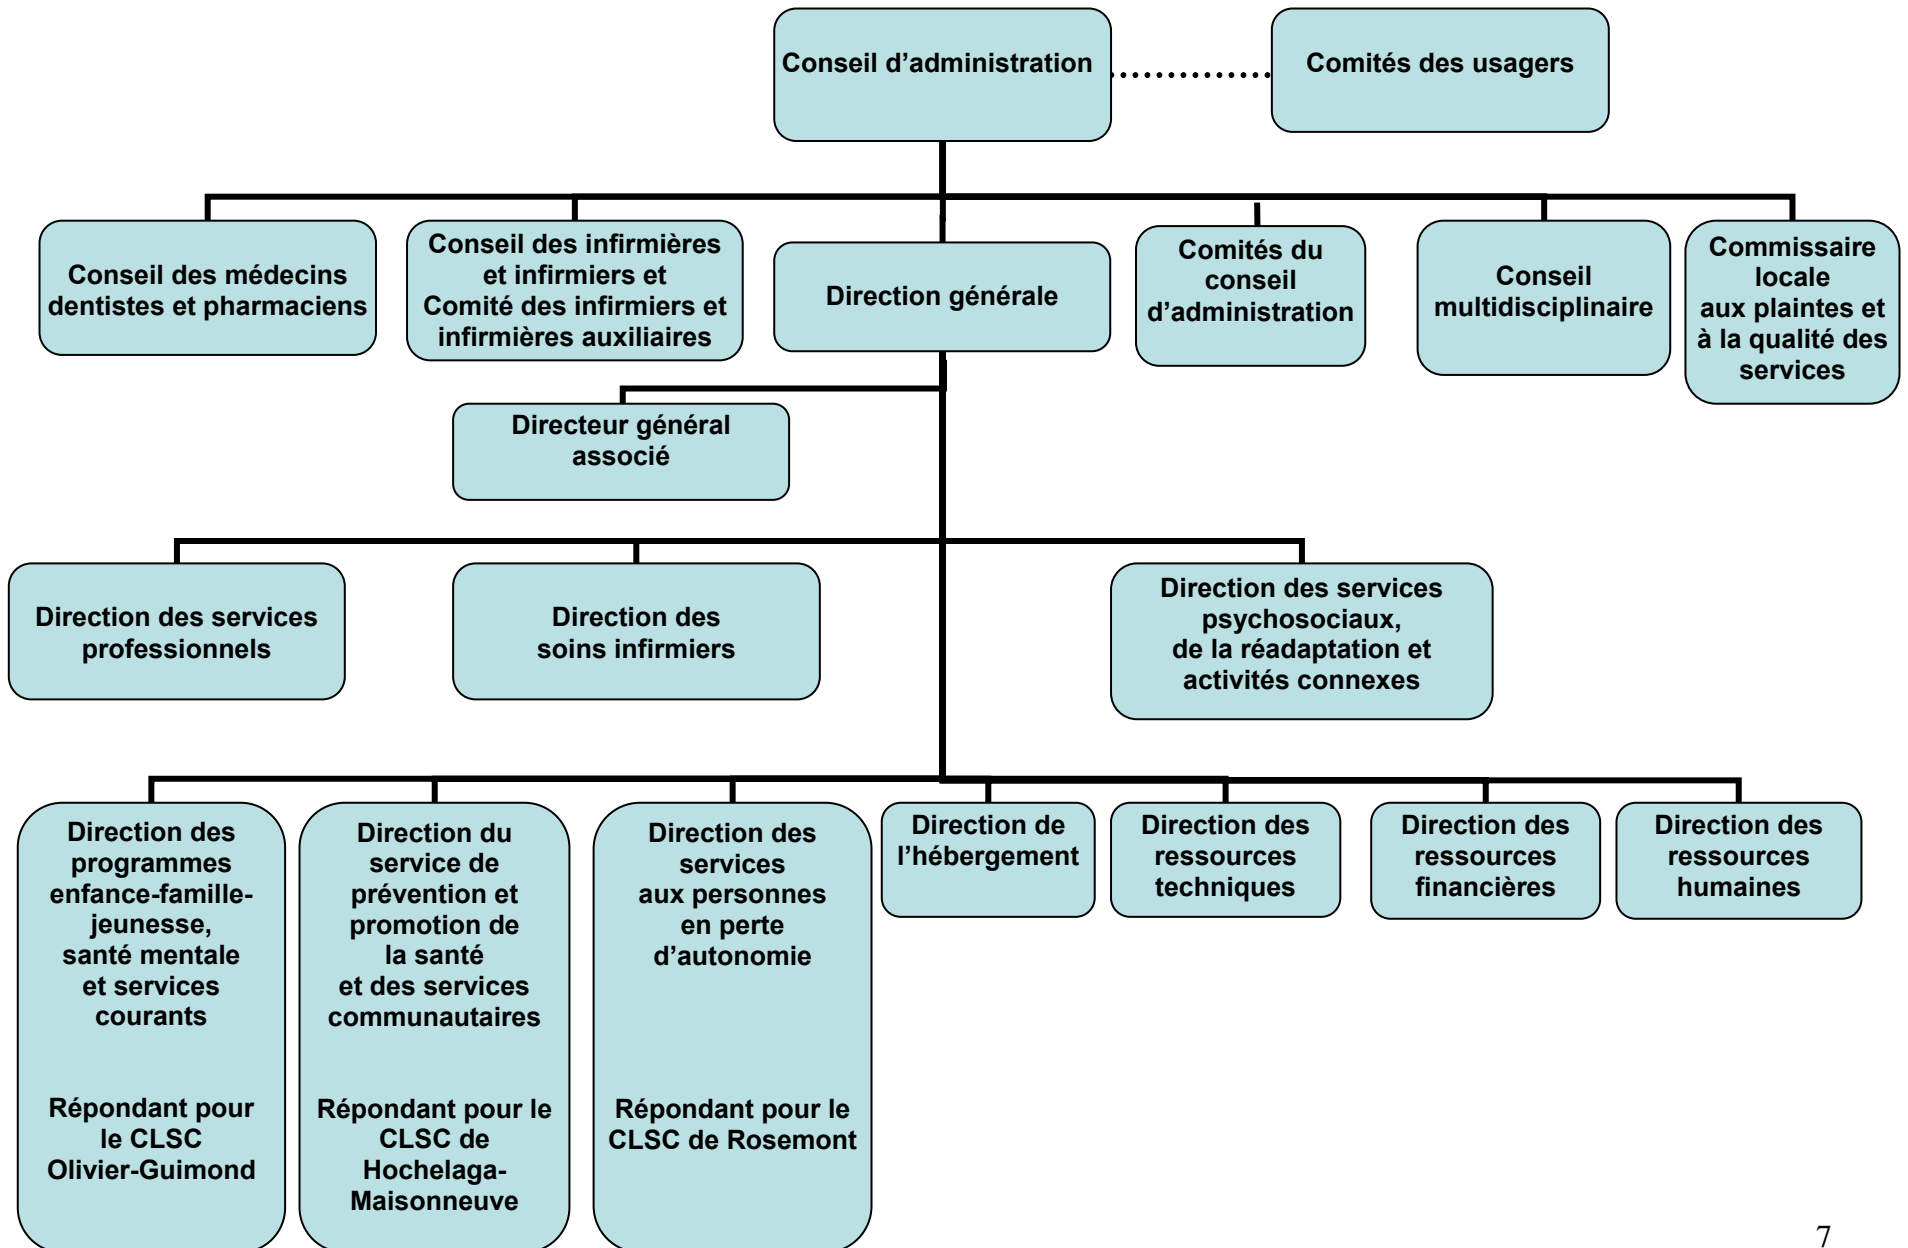 Conseil d’administration
Comités des usagers
Conseil des médecins
dentistes et pharmaciens
Conseil des infirmières
et infirmiers et
Comité des infirmiers et
infirmières auxiliaires
Direction générale
Comités du
conseil
d’administration
Conseil
multidisciplinaire
Commissaire
locale
aux plaintes et
à la qualité des
services
Directeur général
associé
Direction des services
professionnels
Direction des
soins infirmiers
Direction des services
psychosociaux,
de la réadaptation et
activités connexes
Direction des
programmes
enfance-famille-
jeunesse,
santé mentale
et services
courants
Répondant pour
le CLSC
Olivier-Guimond
Direction du
service de
prévention et
promotion de
la santé
et des services
communautaires
Répondant pour le
CLSC de
Hochelaga-
Maisonneuve
Direction des
services
aux personnes
en perte
d’autonomie
Répondant pour le
CLSC de Rosemont
Direction de
l’hébergement
Direction des
ressources
techniques
Direction des
ressources
financières
Direction des
ressources
humaines
7